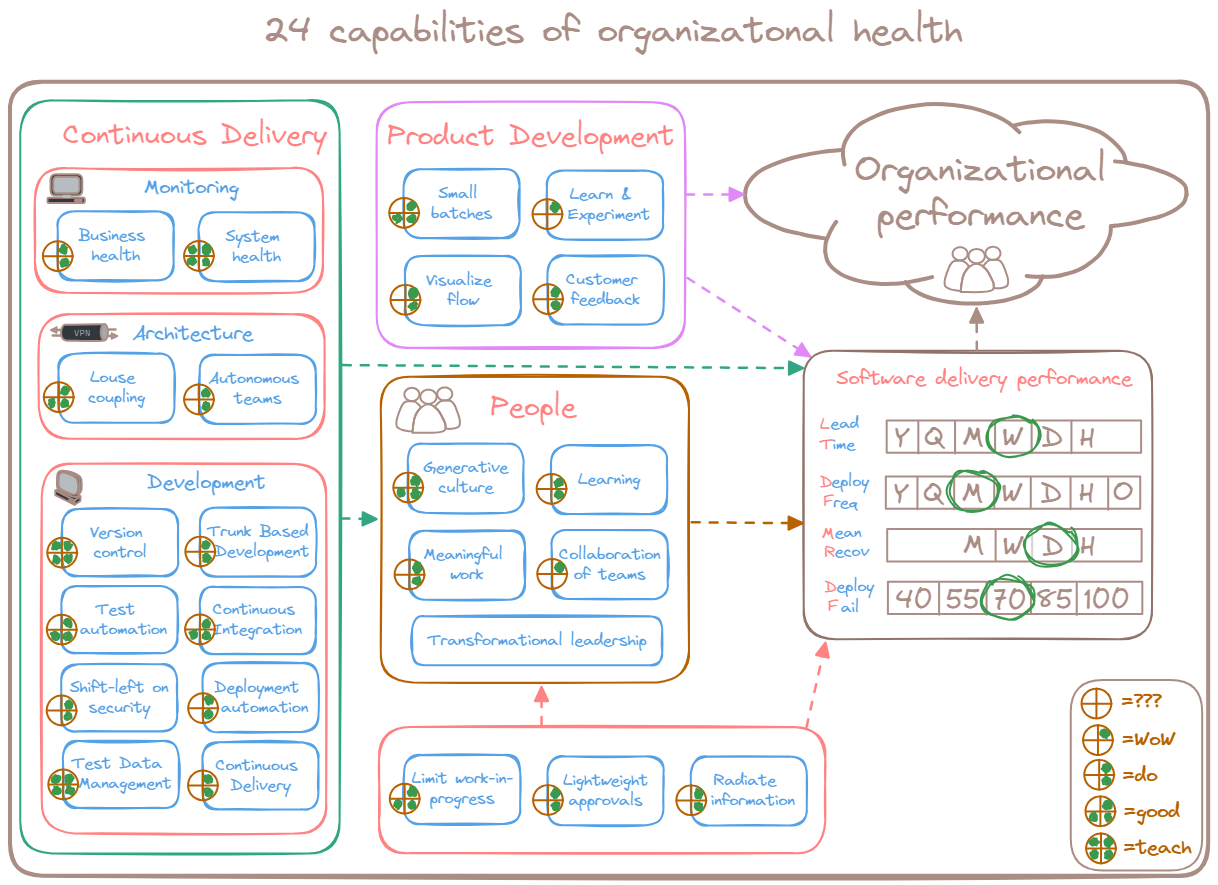 24 capabilities of organizatonal health
Continuous Delivery
Monitoring
Business
health
System
health
VPN
Architecture
Louse
coupling
Autonomous
teams
Development
Version
control
Trunk Based
Development
Test
automation
Continuous
Integration
Shift-left on
security
Deployment
automation
Test Data
Management
Continuous
Delivery
Product Development
Small
batches
Learn &
Experiment
Visualize
flow
Customer
feedback
People
Generative
culture
Learning
Meaningful
work
Collaboration
of teams
Transformational leadership
Limit work-in-
progress
Lightweight
approvals
Radiate
information
Organizational
performance
Software delivery performance
Lead
Time
Y Q M W D H
Deploy
Freq
Y Q M W D H O
Mean
Recov
M W D H
Deploy
Fail
40 55 70 85 100
=???
=WoW
=do
=good
=teach